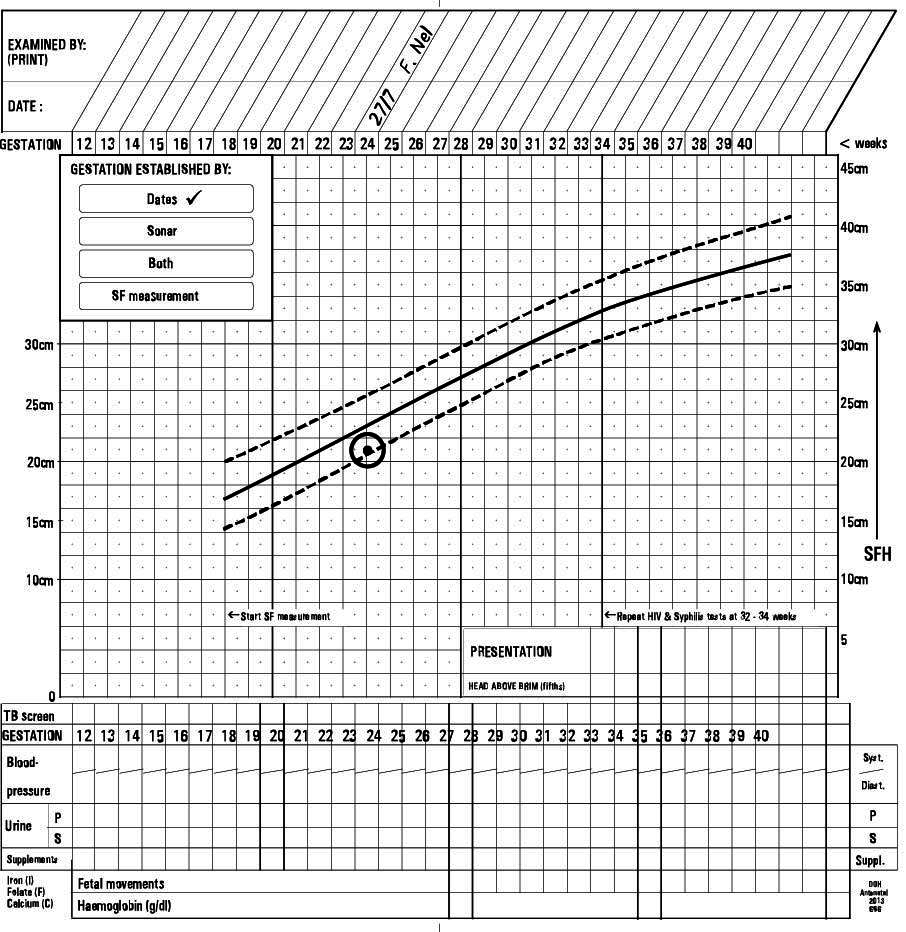 EXAMINED BY:
(PRINT)
F. Nel
DATE :
27/7
GESTATION 12 13 14 15 16 17 18 19 20 21 22 23 24 25 26 27 28 29 30 31 32 33 34 35 36 37 38 39 40 < weeks
GESTATION ESTABLISHED BY:
Dates ✓
Sonar
Both
SF measurement
45cm
40cm
35cm
30cm 30cm
25cm 25cm
20cm 20cm
15cm 15cm
SFH
10cm 10cm
←Start SF measurement ←Repeat HIV & Syphilis tests at 32 - 34 weeks
5
PRESENTATION
HEAD ABOVE BRIM (fifths)
0
TB screen
GESTATION 12 13 14 15 16 17 18 19 20 21 22 23 24 25 26 27 28 29 30 31 32 33 34 35 36 37 38 39 40
Blood- Syst.
pressure Diast.
Urine P P
S S
Supplements Suppl.
Iron (I)
Folate (F)
Calcium (C)
Fetal movements
Haemoglobin (g/dl)
DOH
Antenatal
2013
696